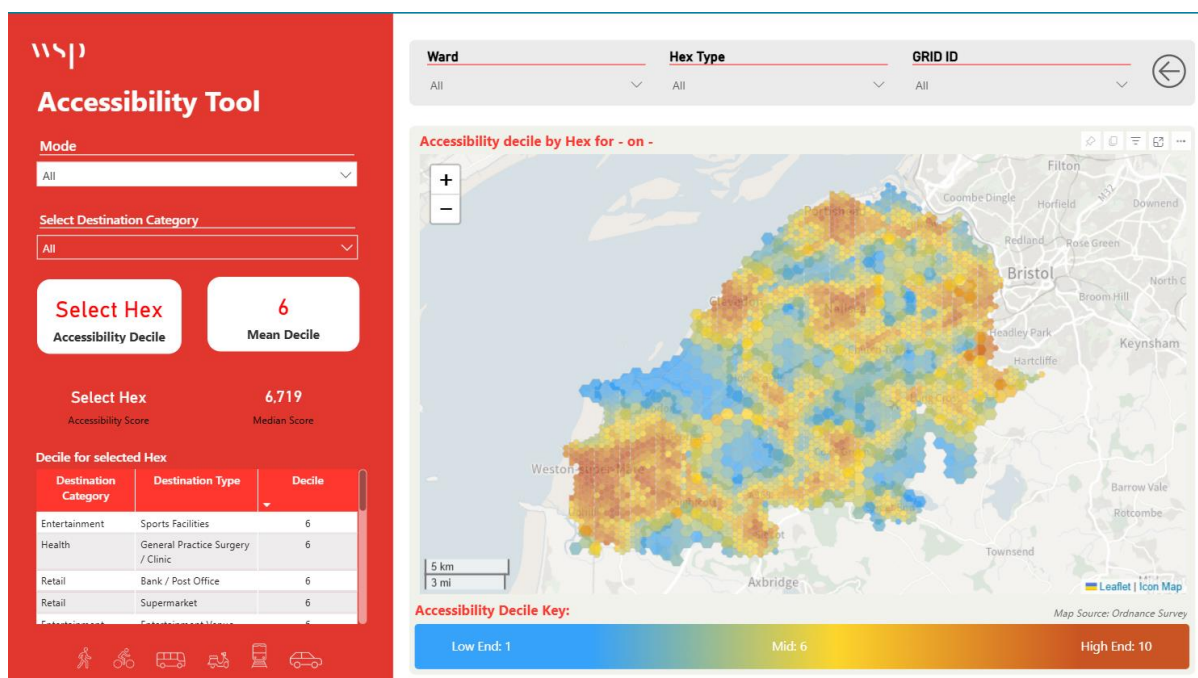 wsp
Accessibility Tool
Mode
All
Select Destination Category
All
Select Hex
Accessibility Decile
6
Mean Decile
Select Hex
Accessibility Score
6,719
Median Score
Decile for selected Hex
Destination Category Destination Type Decile
Entertainment Sports Facilities 6
Health General Practice Surgery / Clinic 6
Retail Bank / Post Office 6
Retail Supermarket 6
Ward
All
Hex Type
All
GRID ID
All
Accessibility decile by Hex for - on -
+
−
Filton
M32
Coombe Dingle
Horfield
Downend
Redland
Rose Green
Bristol
North C
Broom Hill
Headley Park
Keynsham
Hartcliffe
Barrow Vale
Rotcombe
Townsend
Axbridge
5 km
3 mi
Leaflet | Icon Map
Accessibility Decile Key:
Map Source: Ordnance Survey
Low End: 1
Mid: 6
High End: 10